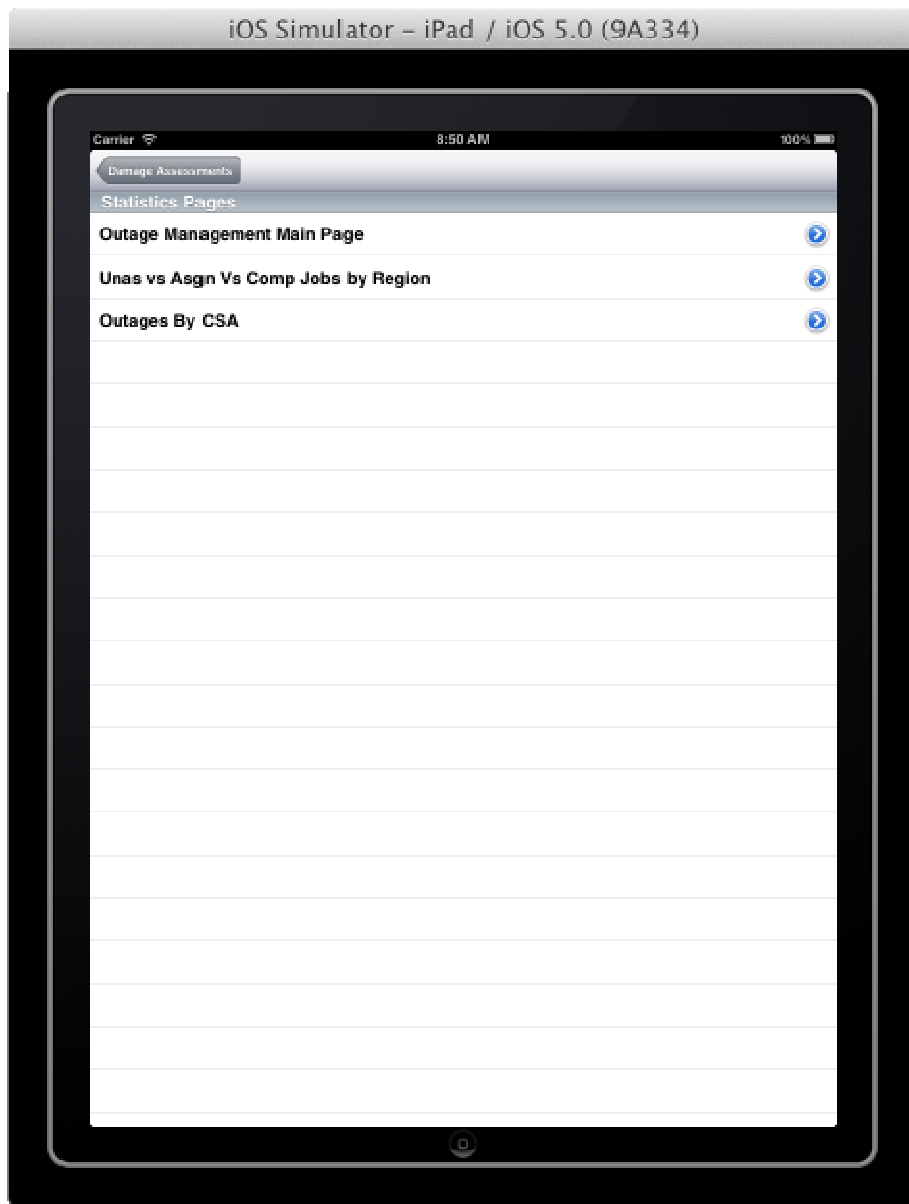 iOS Simulator – iPad / iOS 5.0 (9A334)
Carrier 8:50 AM 100%
Damage Assessments
Statistics Pages
Outage Management Main Page
Unas vs Asgn Vs Comp Jobs by Region
Outages By CSA